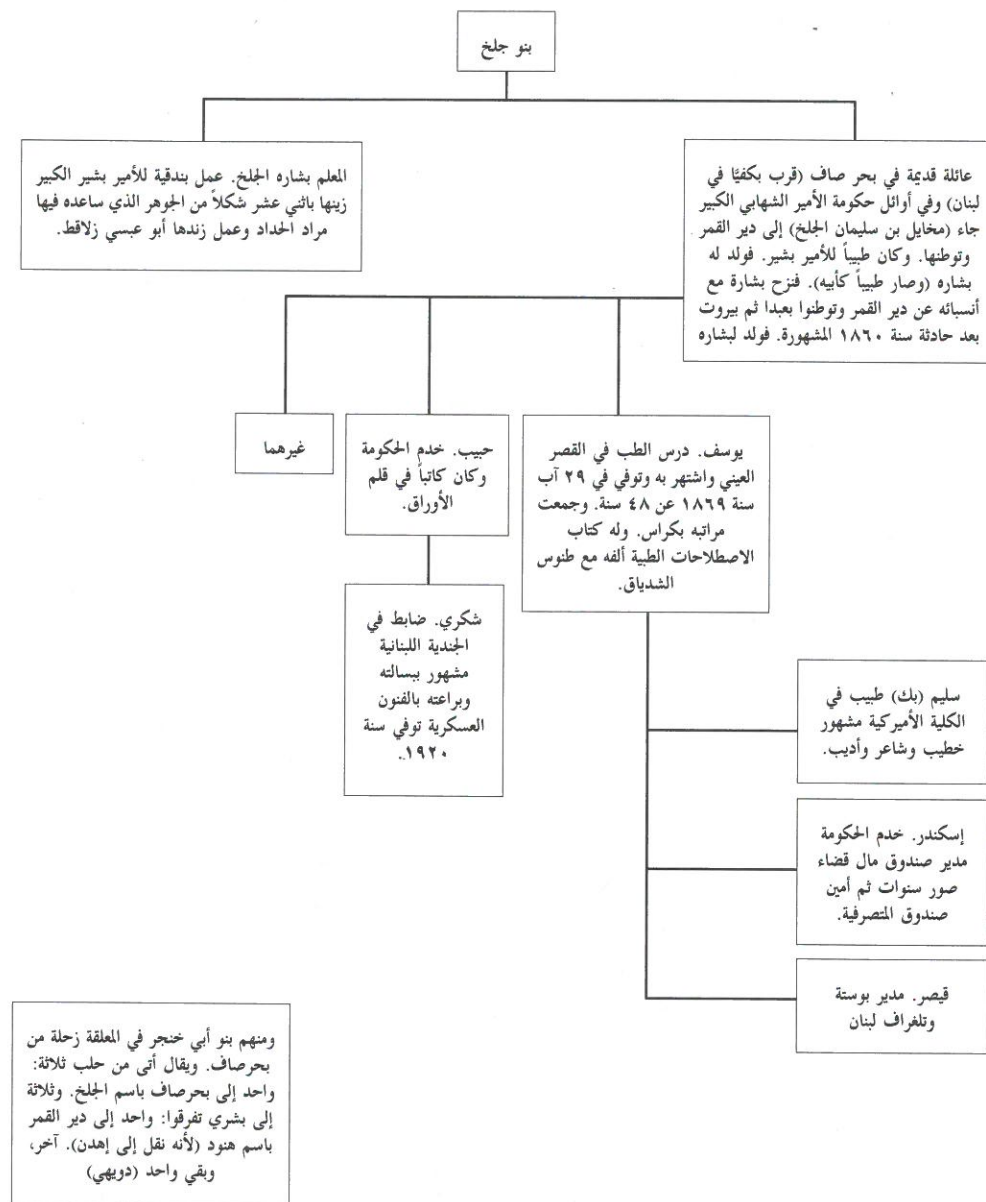 بنو جلخ
عائلة قديمة في بحر صاف (قرب بكفيّا في
لبنان) وفي أوائل حكومة الأمير الشهابي الكبير
جاء (مخايل بن سليمان الجلخ) إلى دير القمر
وتوطنها. وكان طبيباً للأمير بشير. فولد له
بشاره (وصار طبيباً كأبيه). فنزح بشارة مع
أنسبائه عن دير القمر وتوطنوا بعبدا ثم بيروت
بعد حادثة سنة ١٨٦٠ المشهورة. فولد لبشاره
المعلم بشاره الجلخ. عمل بندقية للأمير بشير الكبير
زينها باثني عشر شكلاً من الجوهر الذي ساعده فيها
مراد الحداد وعمل زندها أبو عبسي زلاقط.
يوسف. درس الطب في القصر
العيني واشتهر به وتوفي في ٢٩ آب
سنة ١٨٦٩ عن ٤٨ سنة. وجمعت
مراتبه بكراس. وله كتاب
الاصطلاحات الطبية ألفه مع طنوس
الشدياق.
حبيب. خدم الحكومة
وكان كاتباً في قلم
الأوراق.
غيرهما
شكري. ضابط في
الجندية اللبنانية
مشهور ببسالته
وبراعته بالفنون
العسكرية توفي سنة
١٩٢٠.
سليم (بك) طبيب في
الكلية الأميركية مشهور
خطيب وشاعر وأديب.
إسكندر. خدم الحكومة
مدير صندوق مال قضاء
صور سنوات ثم أمين
صندوق المتصرفية.
قيصر. مدير بوستة
وتلغراف لبنان
ومنهم بنو أبي خنجر في المعلقة زحلة من
بحرصاف. ويقال أتى من حلب ثلاثة:
واحد إلى بحرصاف باسم الجلخ. وثلاثة
إلى بشري تفرقوا: واحد إلى دير القمر
باسم هنود (لأنه نقل إلى إهدن). آخر،
وبقي واحد (دويهي)